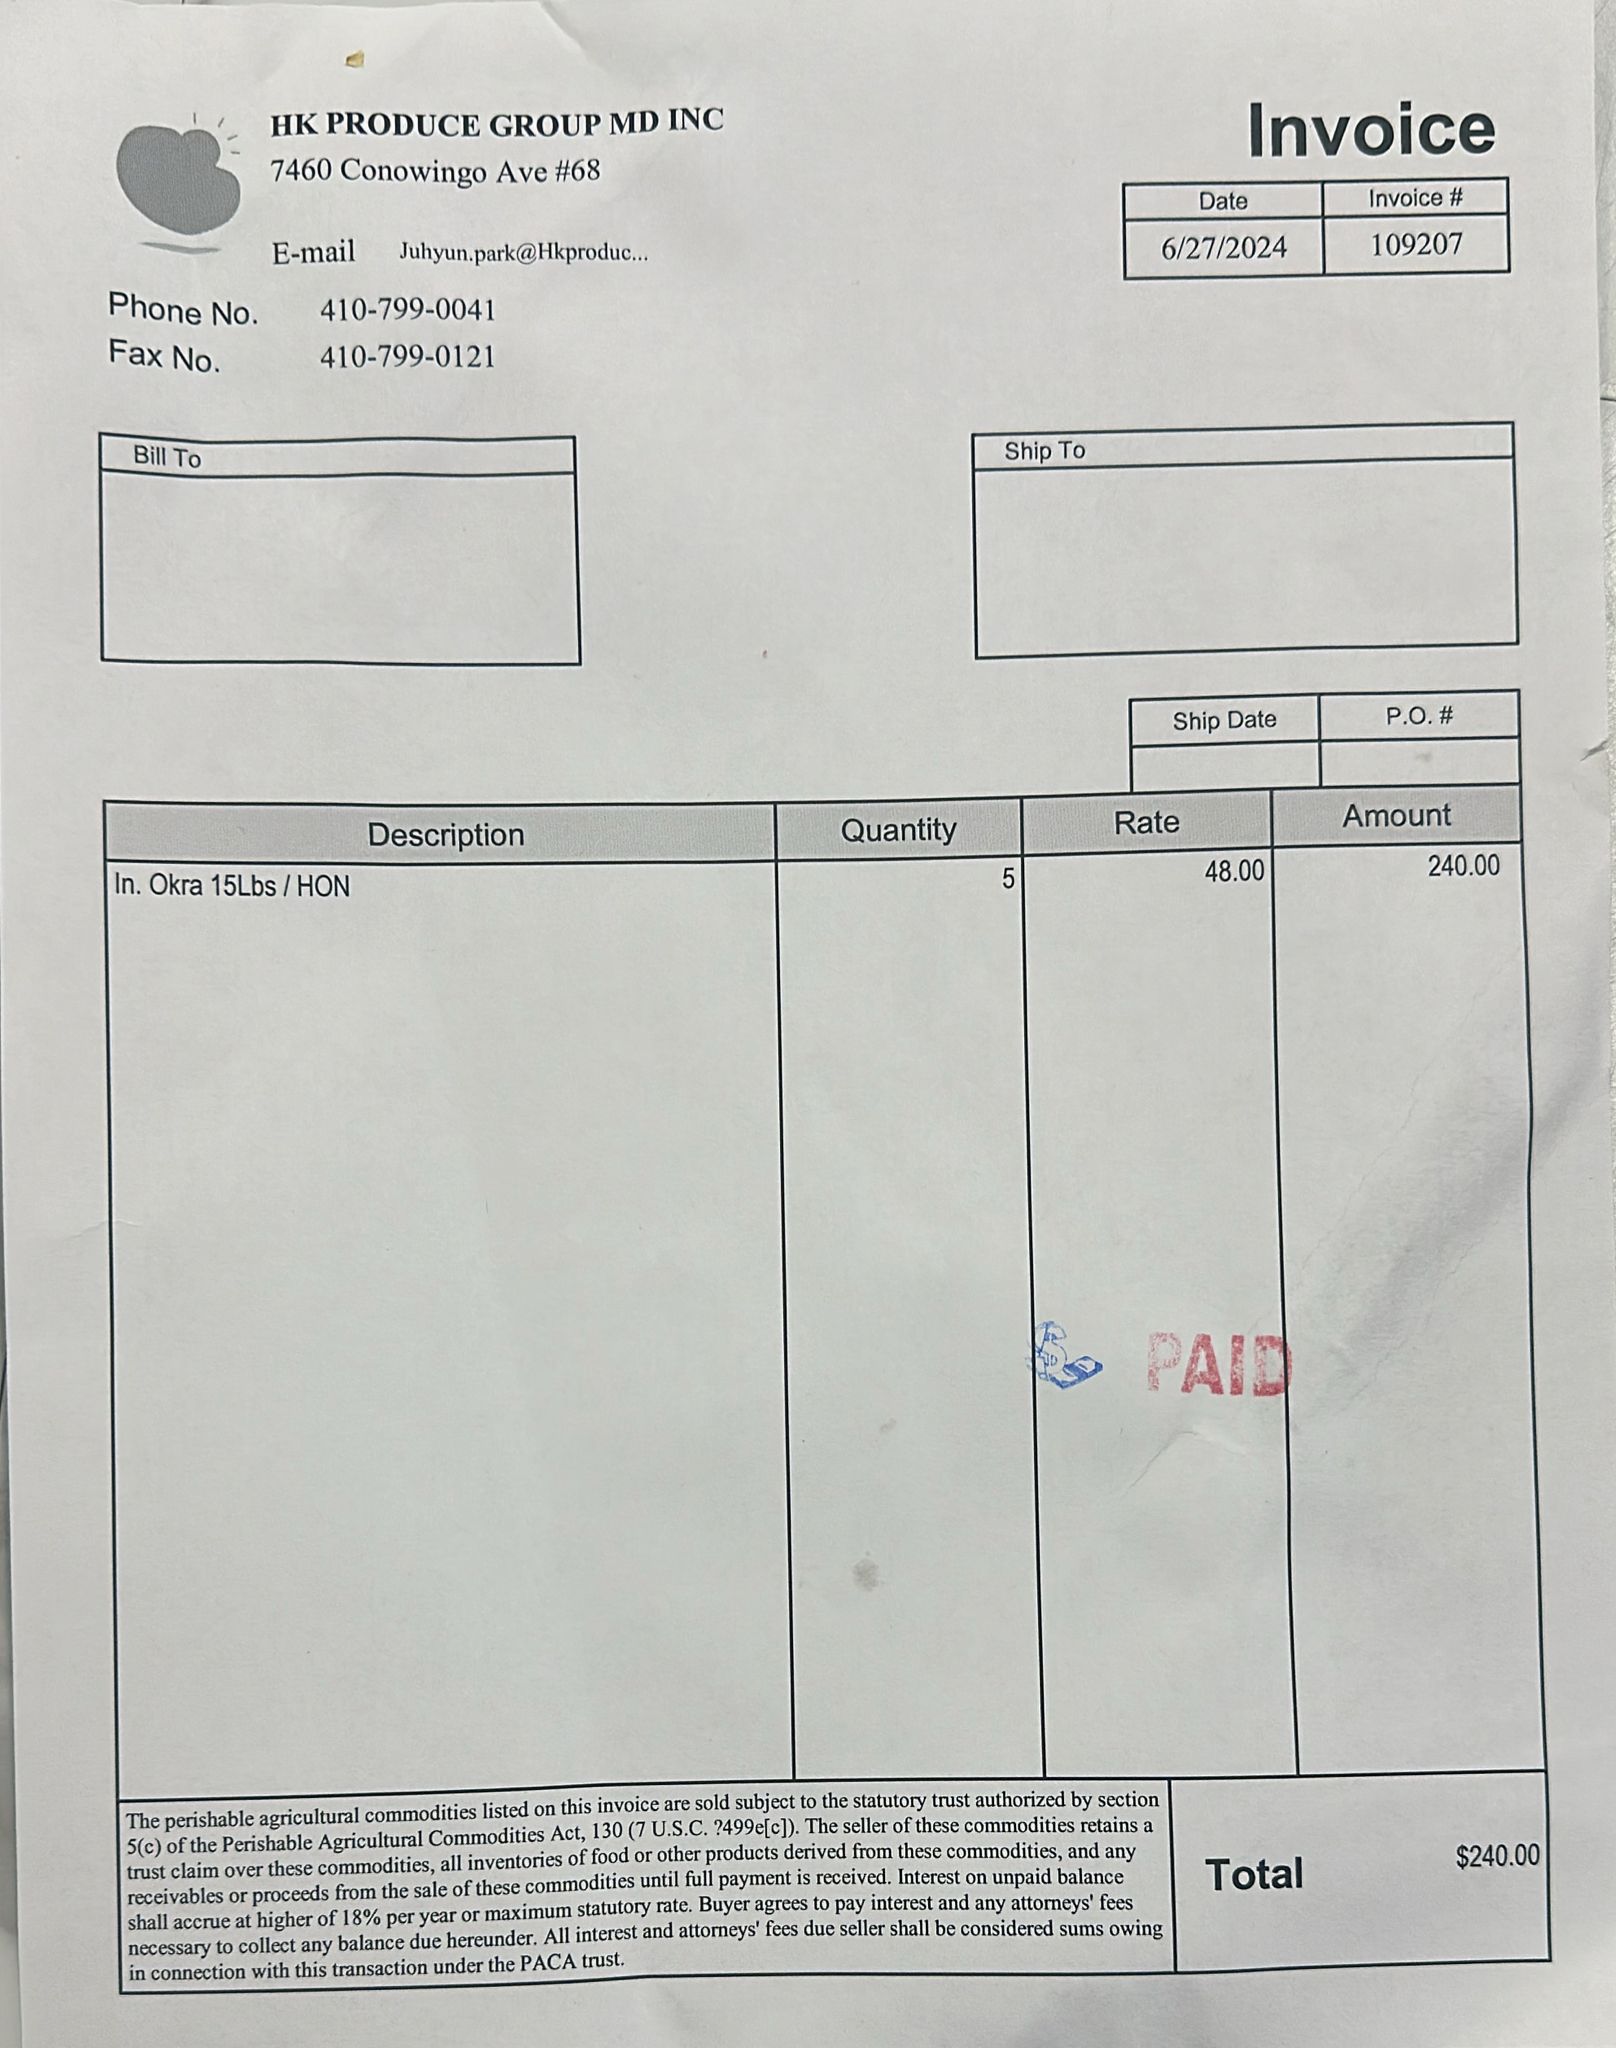 HK PRODUCE GROUP MD INC
7460 Conowingo Ave #68
E-mail Juhyun.park@Hkproduc...
Phone No. 410-799-0041
Fax No. 410-799-0121
Invoice
Date Invoice #
6/27/2024 109207
Bill To
Ship To
Ship Date P.O. #
Description Quantity Rate Amount
In. Okra 15Lbs / HON 5 48.00 240.00
$ PAID
The perishable agricultural commodities listed on this invoice are sold subject to the statutory trust authorized by section
5(c) of the Perishable Agricultural Commodities Act, 130 (7 U.S.C. ?499e[c]). The seller of these commodities retains a
trust claim over these commodities, all inventories of food or other products derived from these commodities, and any
receivables or proceeds from the sale of these commodities until full payment is received. Interest on unpaid balance
shall accrue at higher of 18% per year or maximum statutory rate. Buyer agrees to pay interest and any attorneys' fees
necessary to collect any balance due hereunder. All interest and attorneys' fees due seller shall be considered sums owing
in connection with this transaction under the PACA trust.
Total $240.00